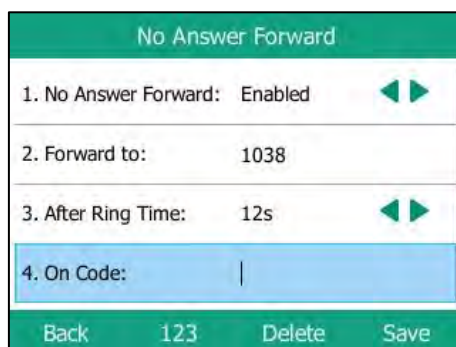 No Answer Forward
1. No Answer Forward: Enabled
2. Forward to: 1038
3. After Ring Time: 12s
4. On Code:
Back 123 Delete Save